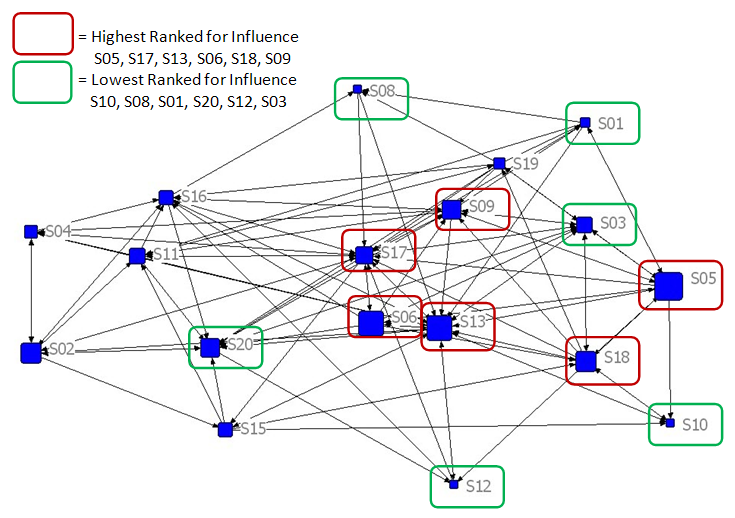 = Highest Ranked for Influence
S05, S17, S13, S06, S18, S09
= Lowest Ranked for Influence
S10, S08, S01, S20, S12, S03
S08
S01
S19
S16
S09
S03
S04
S11
S17
S05
S06
S13
S02
S20
S18
S15
S10
S12